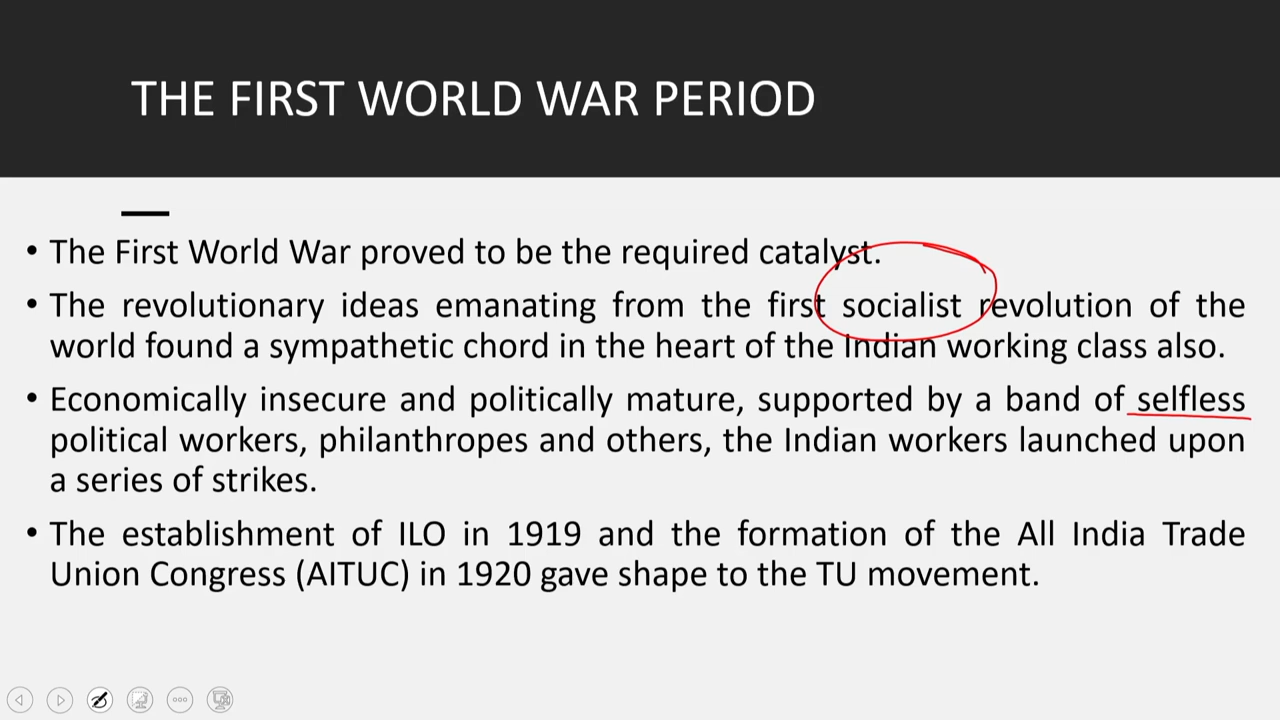 THE FIRST WORLD WAR PERIOD
• The First World War proved to be the required catalyst.
• The revolutionary ideas emanating from the first socialist revolution of the
world found a sympathetic chord in the heart of the Indian working class also.
• Economically insecure and politically mature, supported by a band of selfless
political workers, philanthropes and others, the Indian workers launched upon
a series of strikes.
• The establishment of ILO in 1919 and the formation of the All India Trade
Union Congress (AITUC) in 1920 gave shape to the TU movement.